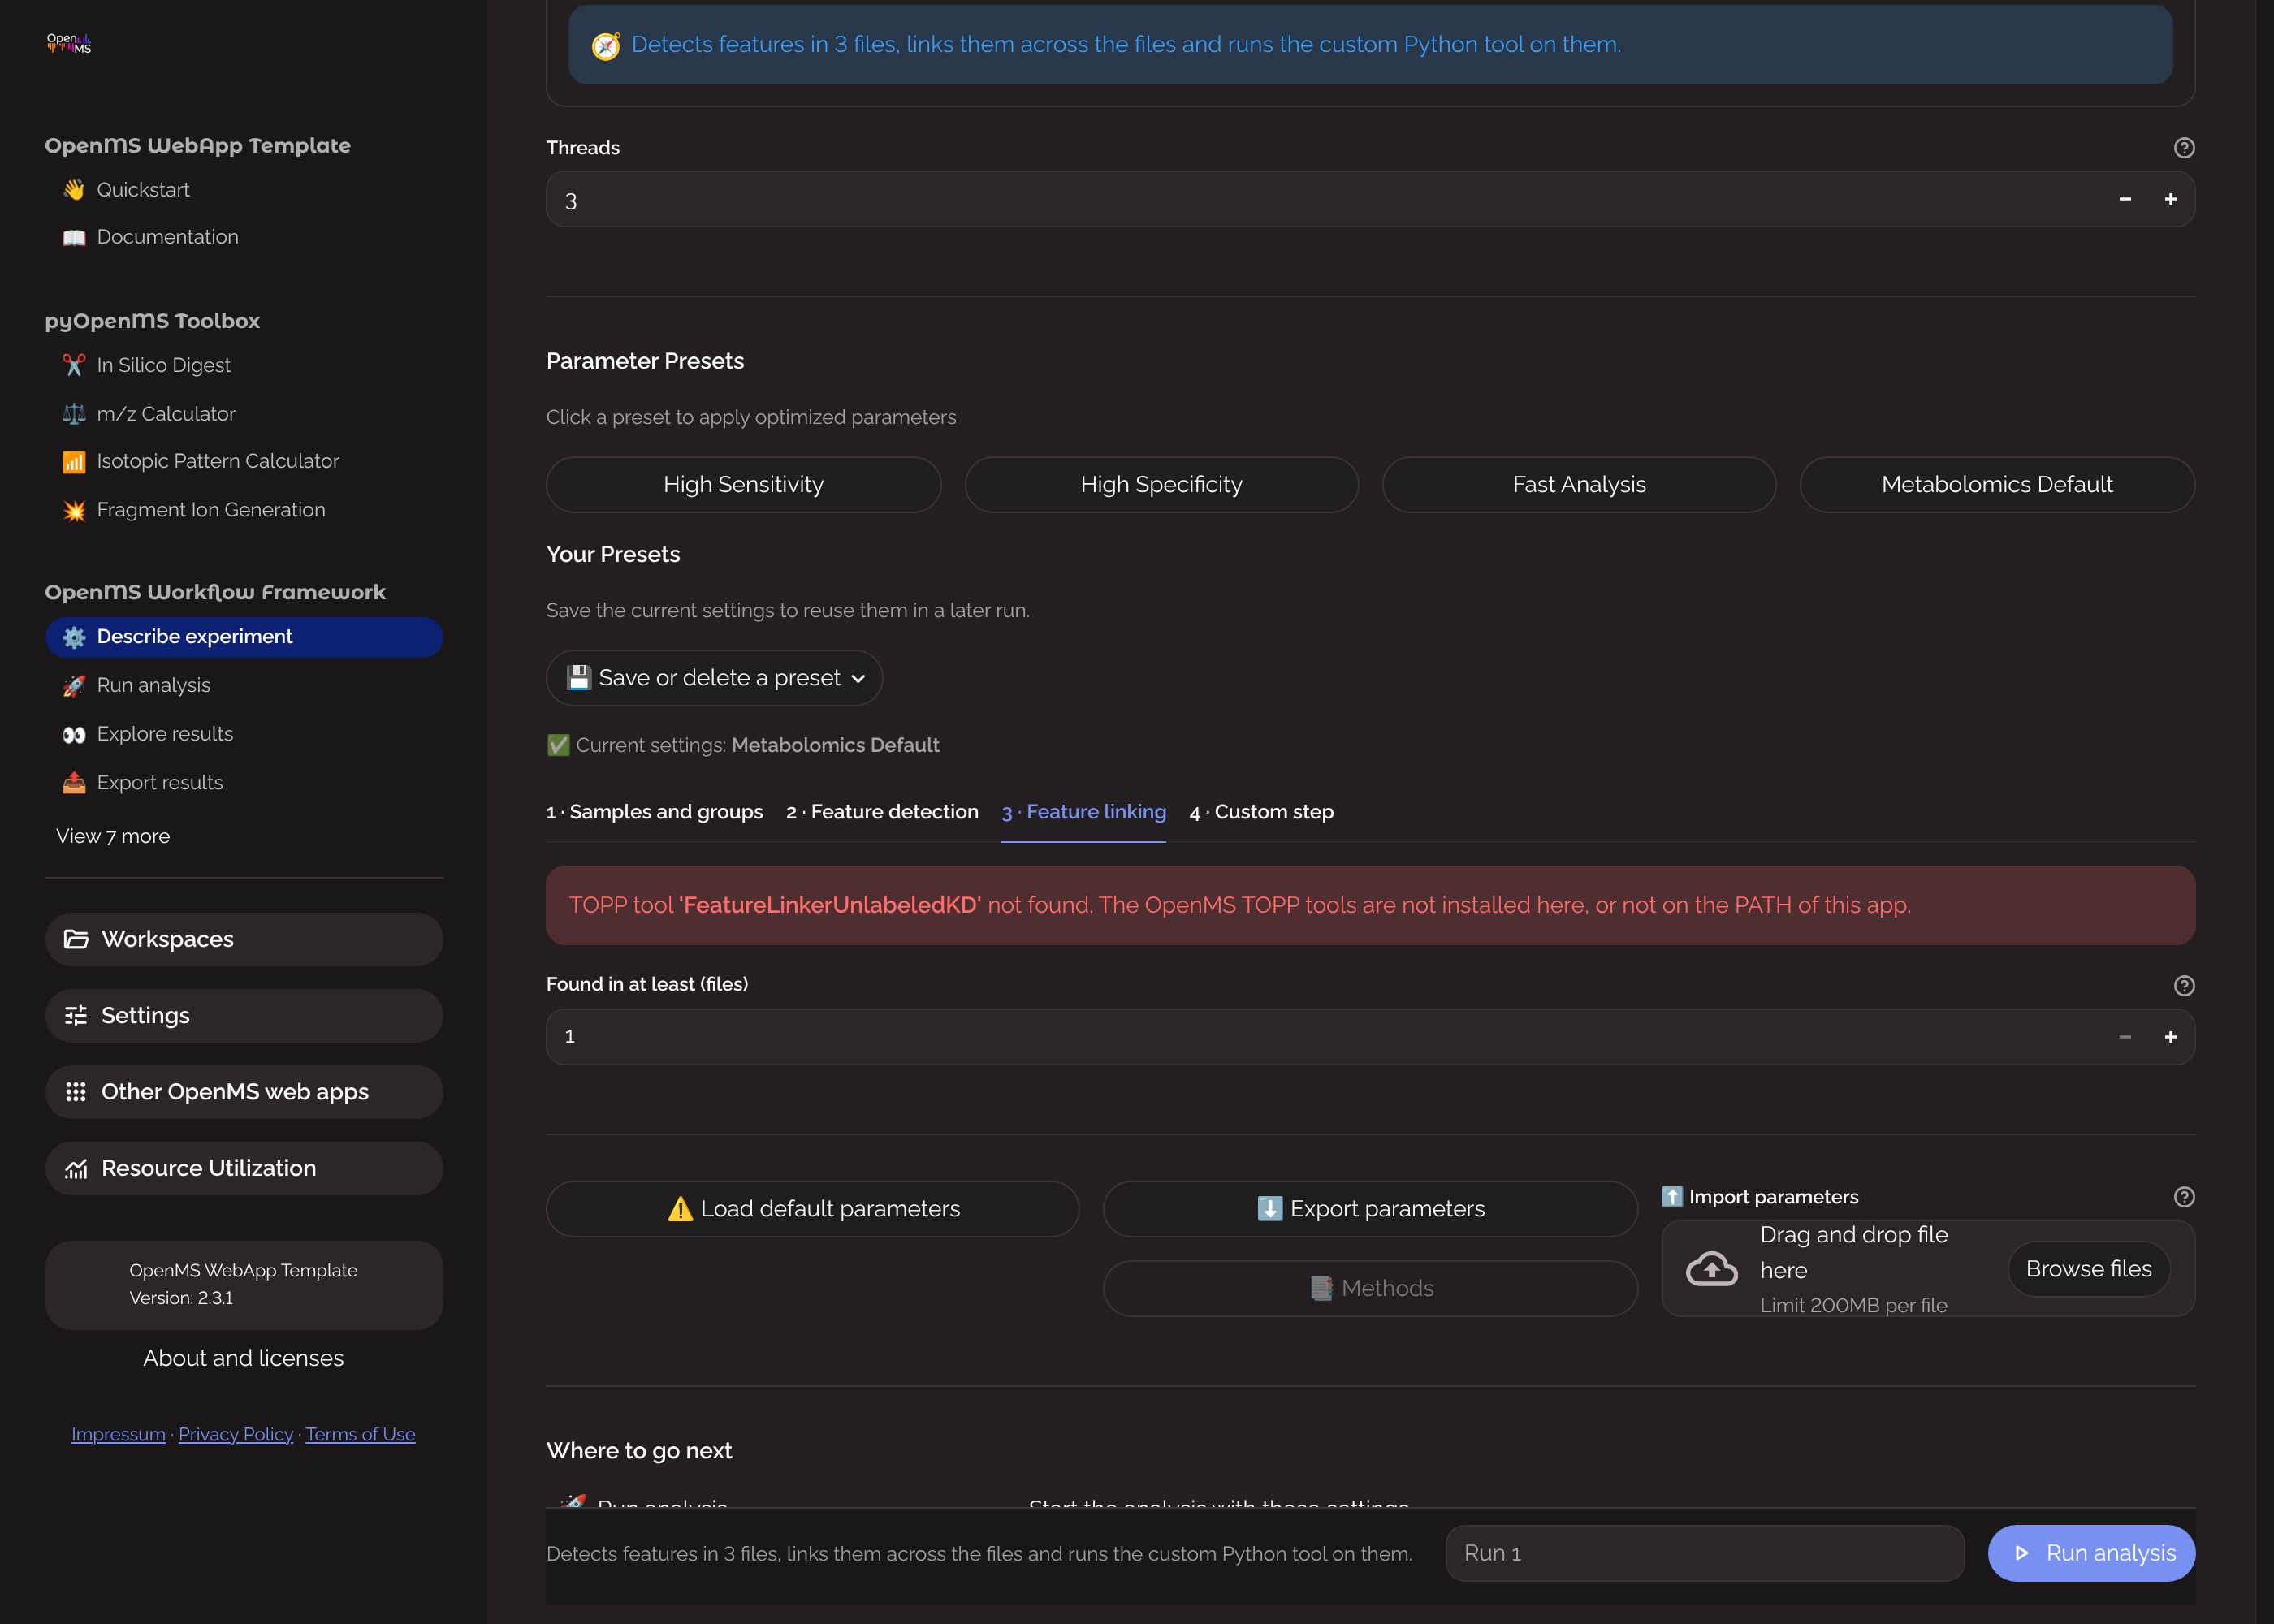 OpenMS
OpenMS WebApp Template
Quickstart
Documentation
pyOpenMS Toolbox
In Silico Digest
m/z Calculator
Isotopic Pattern Calculator
Fragment Ion Generation
OpenMS Workflow Framework
Describe experiment
Run analysis
Explore results
Export results
View 7 more
Workspaces
Settings
Other OpenMS web apps
Resource Utilization
OpenMS WebApp Template
Version: 2.3.1
About and licenses
Impressum · Privacy Policy · Terms of Use
Detects features in 3 files, links them across the files and runs the custom Python tool on them.
Threads
3
Parameter Presets
Click a preset to apply optimized parameters
High Sensitivity
High Specificity
Fast Analysis
Metabolomics Default
Your Presets
Save the current settings to reuse them in a later run.
Save or delete a preset
Current settings: Metabolomics Default
1 · Samples and groups
2 · Feature detection
3 · Feature linking
4 · Custom step
TOPP tool 'FeatureLinkerUnlabeledKD' not found. The OpenMS TOPP tools are not installed here, or not on the PATH of this app.
Found in at least (files)
1
Load default parameters
Export parameters
Methods
Import parameters
Drag and drop file
here
Limit 200MB per file
Browse files
Where to go next
Run analysis
Start the analysis with these settings
Detects features in 3 files, links them across the files and runs the custom Python tool on them.
Run 1
Run analysis